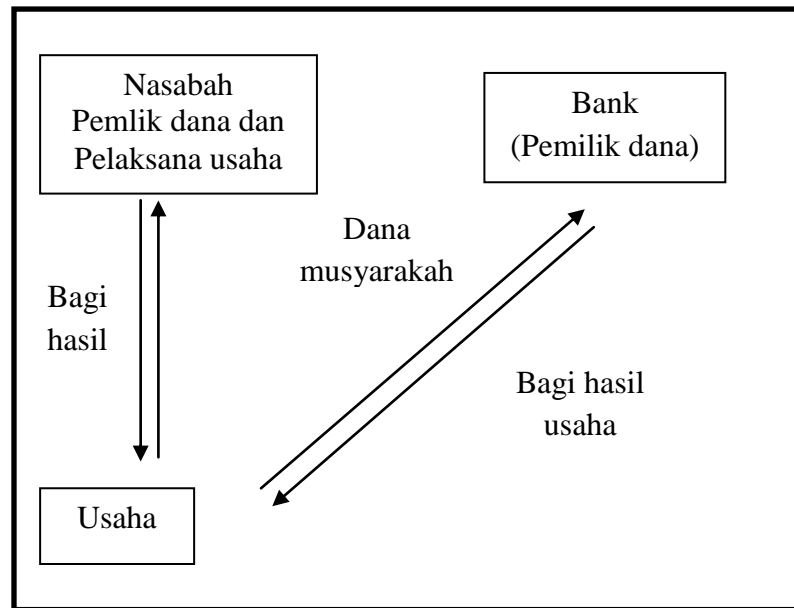 Nasabah
Pemlik dana dan
Pelaksana usaha
Bank
(Pemilik dana)
Dana
musyarakah
Bagi
hasil
Bagi hasil
usaha
Usaha